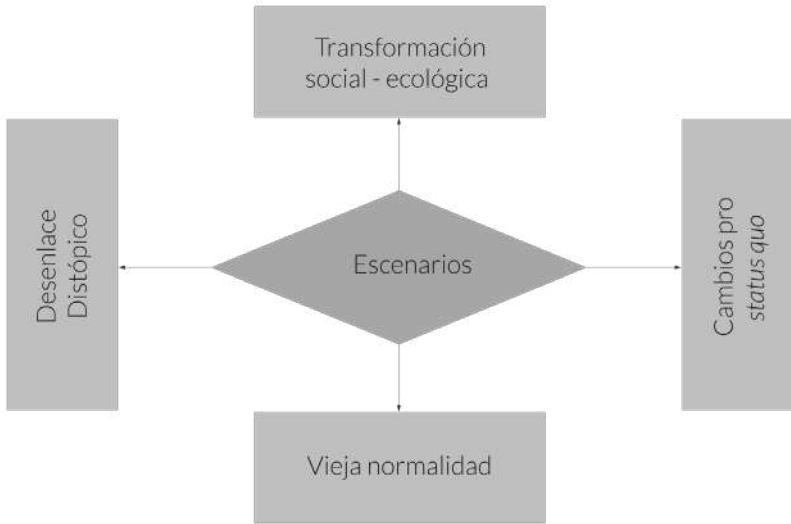 Transformación
social - ecológica
Desenlace
Distópico
Escenarios
Cambios pro
status quo
Vieja normalidad